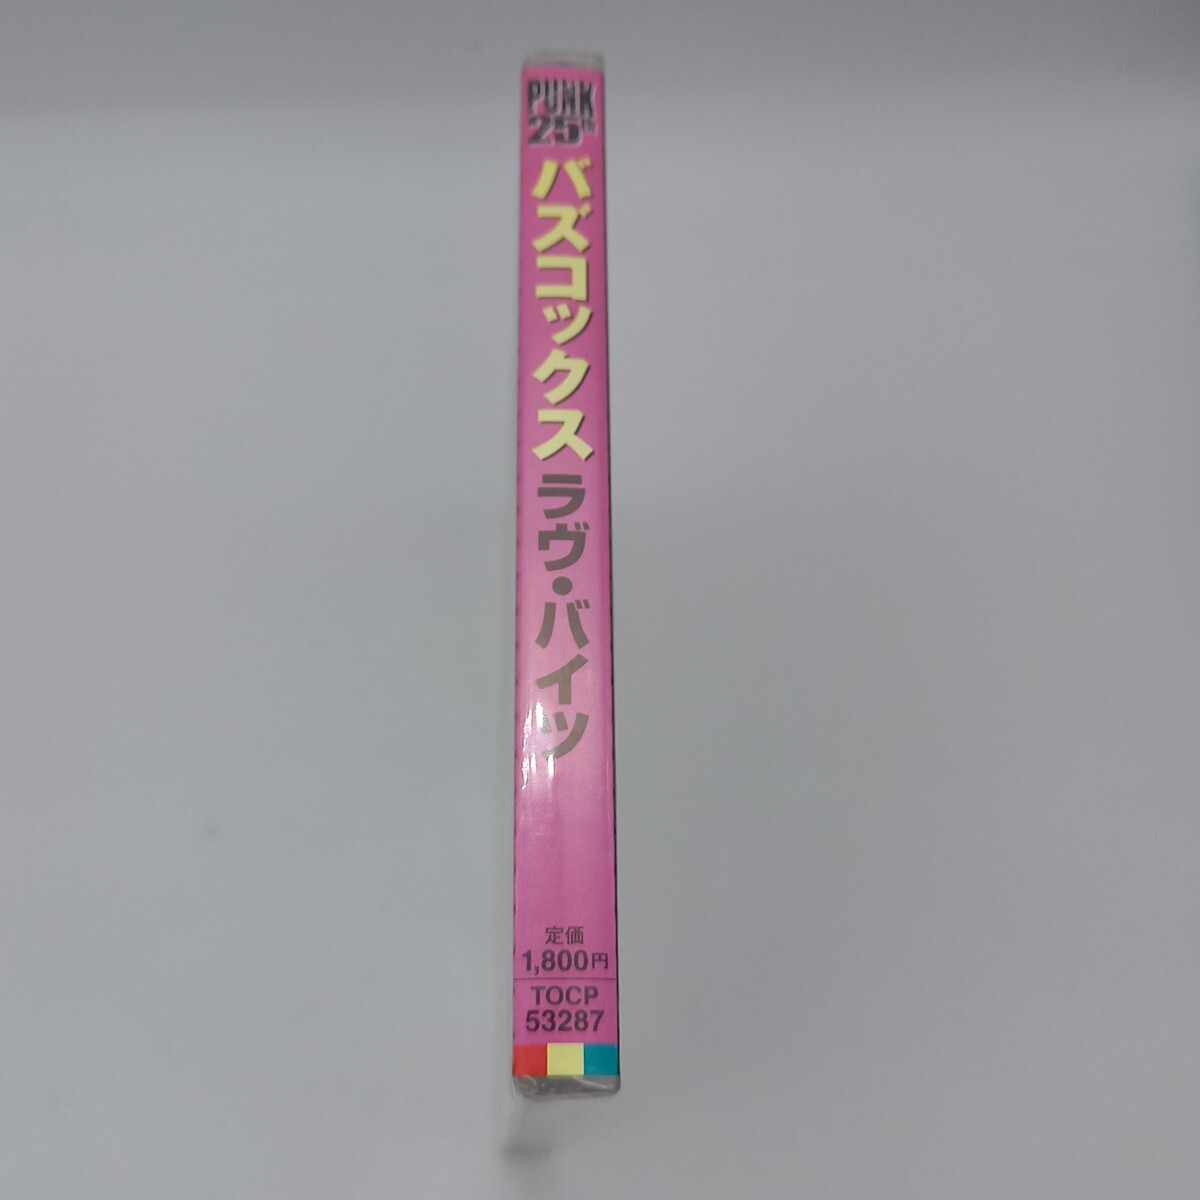 PUNK
25th
バズコックス
ラヴ・バイツ
定価
1,800円
TOCP
53287